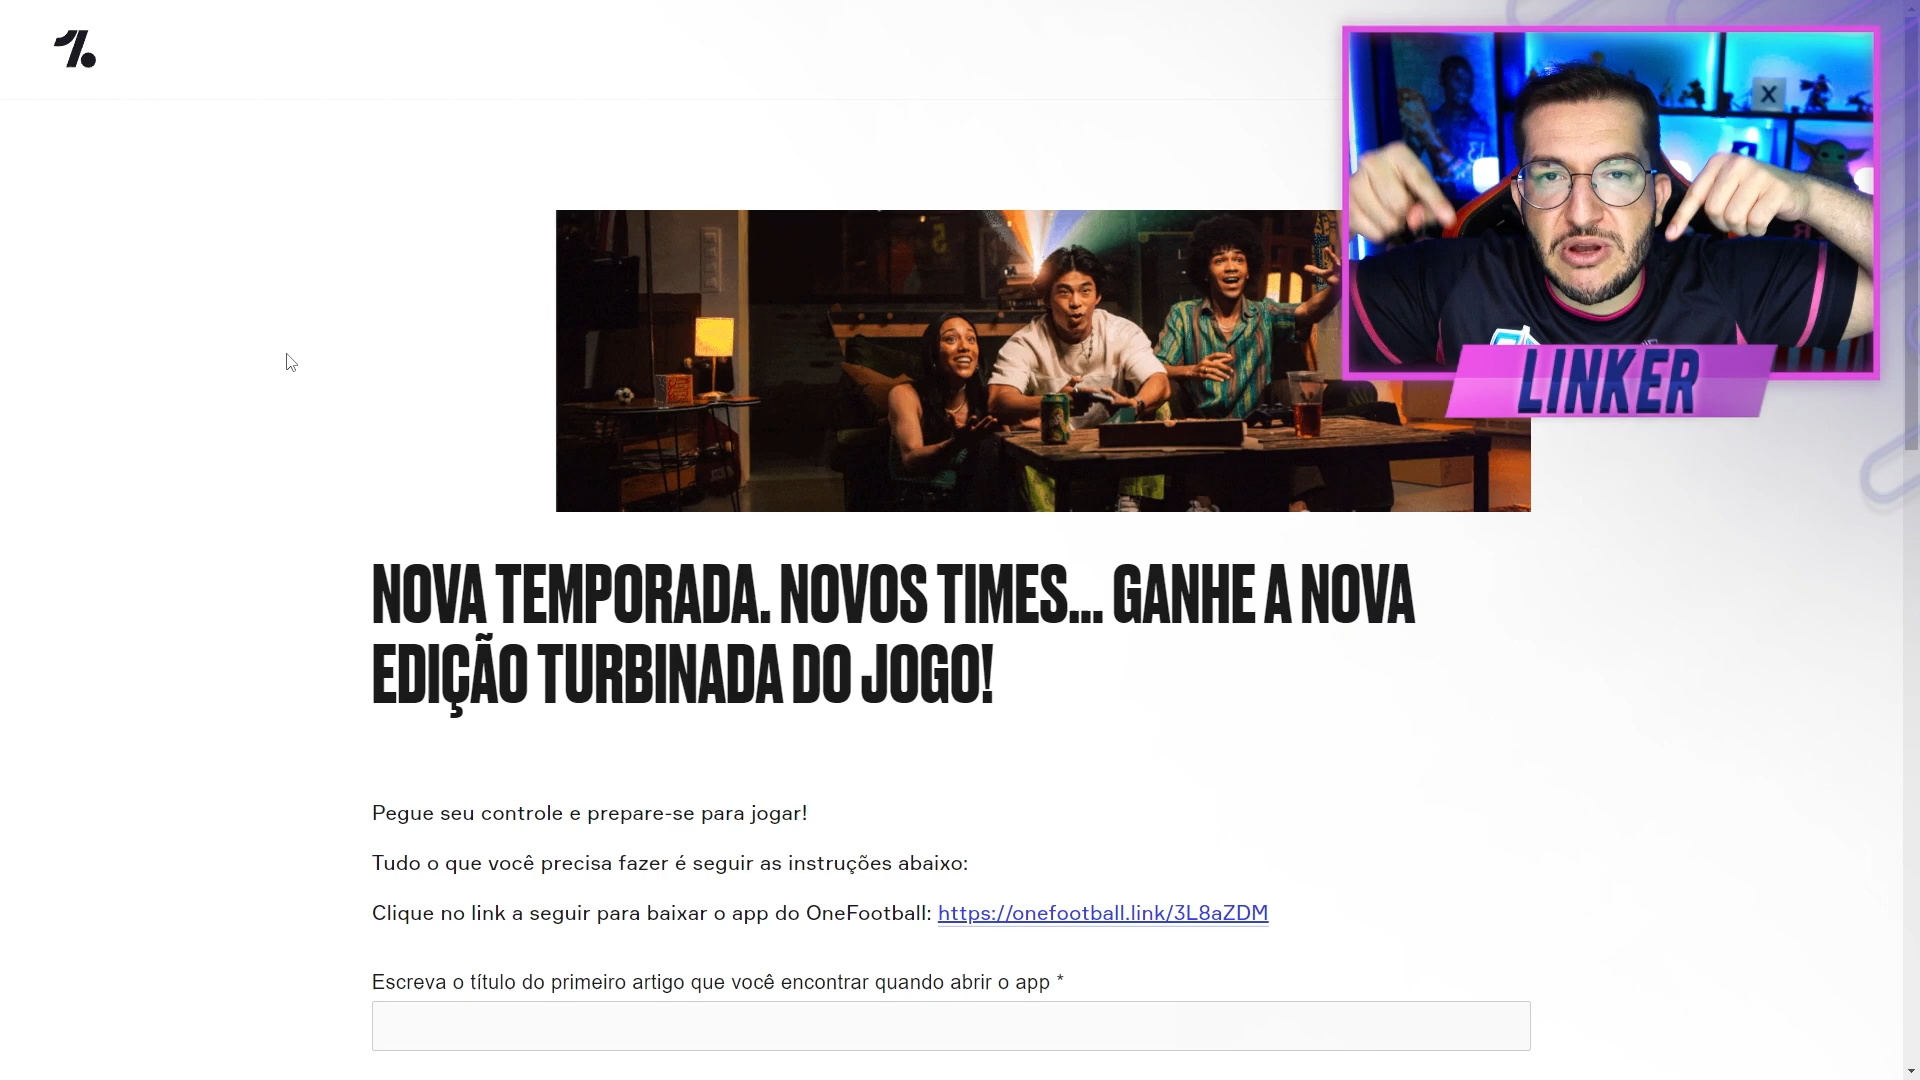 LINKER
NOVA TEMPORADA. NOVOS TIMES... GANHE A NOVA
EDIÇÃO TURBINADA DO JOGO!
Pegue seu controle e prepare-se para jogar!
Tudo o que você precisa fazer é seguir as instruções abaixo:
Clique no link a seguir para baixar o app do OneFootball: https://onefootball.link/3L8aZDM
Escreva o título do primeiro artigo que você encontrar quando abrir o app *